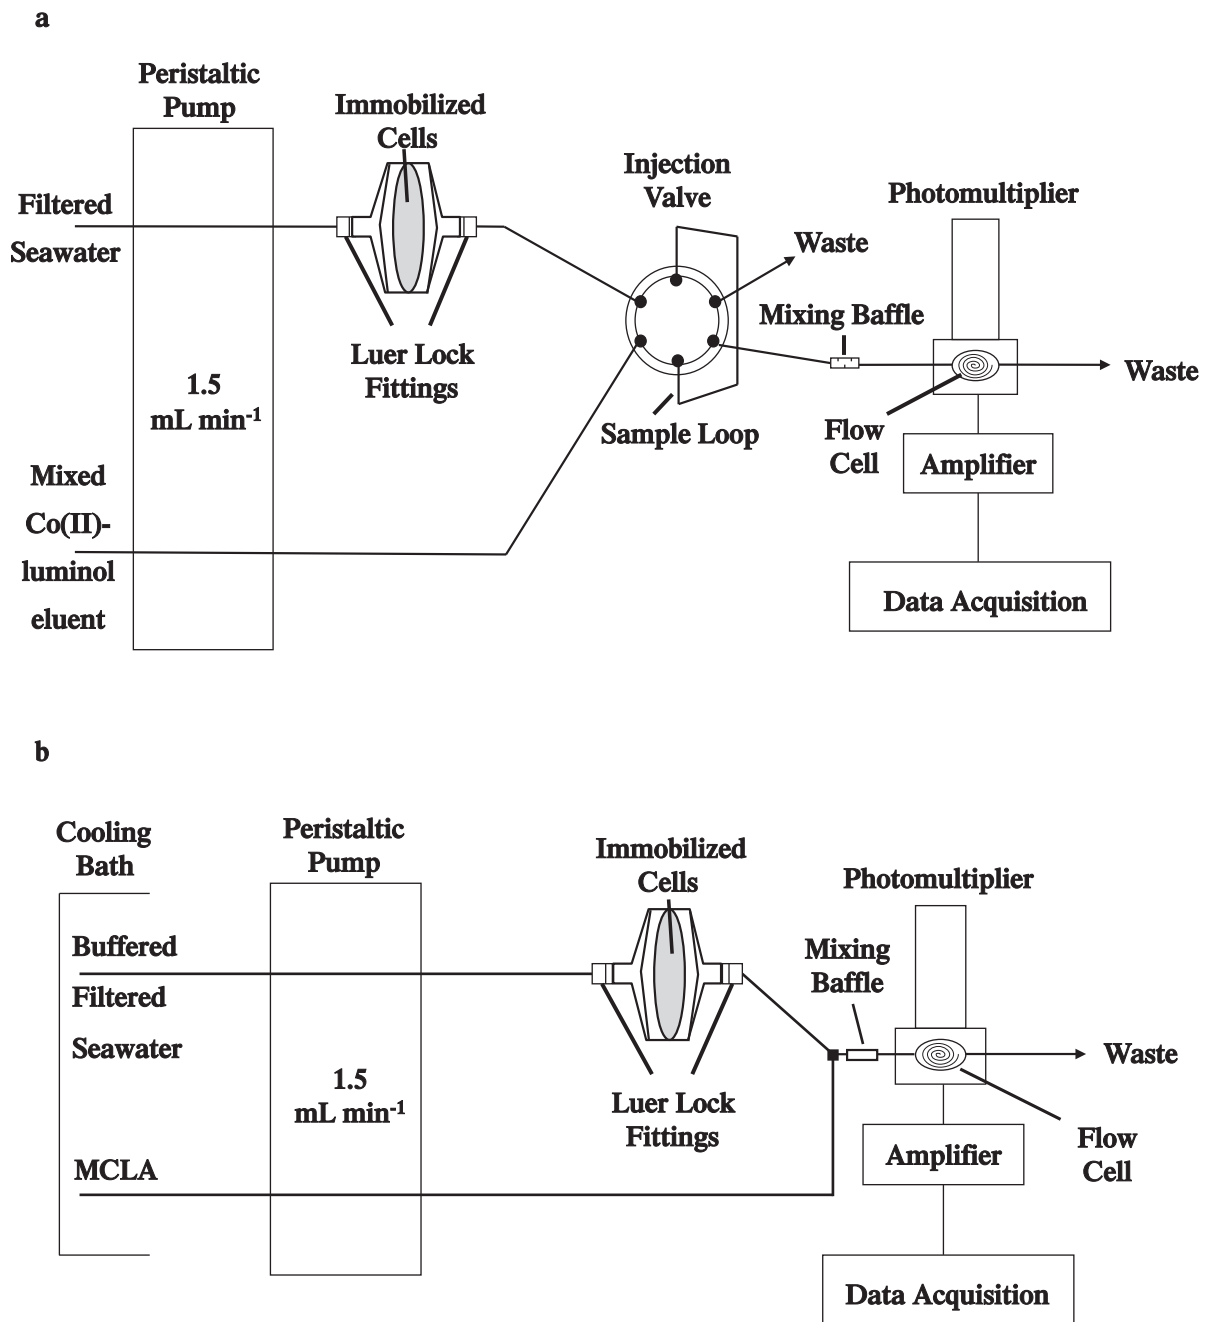 a
Peristaltic
Pump
Immobilized
Cells
Injection
Valve
Photomultiplier
Filtered
Seawater
Waste
Mixing Baffle
Luer Lock
Fittings
Waste
1.5
mL min-1
Sample Loop
Flow
Cell
Amplifier
Mixed
Co(II)-
luminol
eluent
Data Acquisition
b
Cooling
Bath
Peristaltic
Pump
Immobilized
Cells
Photomultiplier
Buffered
Filtered
Seawater
Mixing
Baffle
Waste
1.5
mL min-1
Luer Lock
Fittings
Flow
Cell
Amplifier
MCLA
Data Acquisition